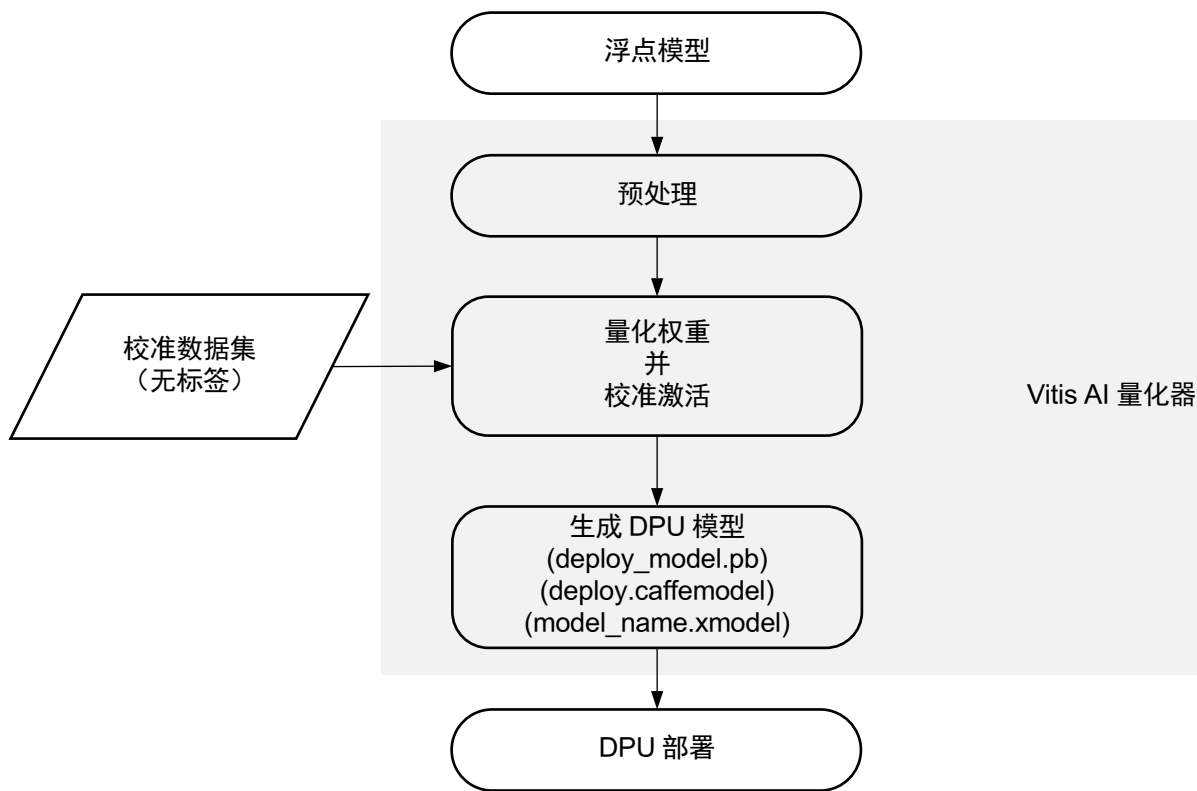 浮点模型
预处理
校准数据集
（无标签）
量化权重
并
校准激活
Vitis AI 量化器
生成 DPU 模型
(deploy_model.pb)
(deploy.caffemodel)
(model_name.xmodel)
DPU 部署